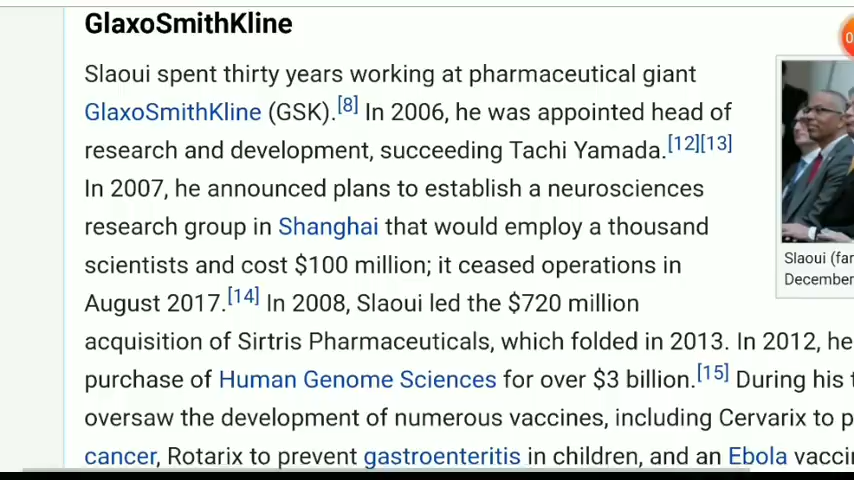 GlaxoSmithKline
Slaoui spent thirty years working at pharmaceutical giant
GlaxoSmithKline (GSK).[8] In 2006, he was appointed head of
research and development, succeeding Tachi Yamada.[12][13]
In 2007, he announced plans to establish a neurosciences
research group in Shanghai that would employ a thousand
scientists and cost $100 million; it ceased operations in
August 2017.[14] In 2008, Slaoui led the $720 million
acquisition of Sirtris Pharmaceuticals, which folded in 2013. In 2012, he
purchase of Human Genome Sciences for over $3 billion.[15] During his
oversaw the development of numerous vaccines, including Cervarix to
cancer, Rotarix to prevent gastroenteritis in children, and an Ebola
Slaoui
December